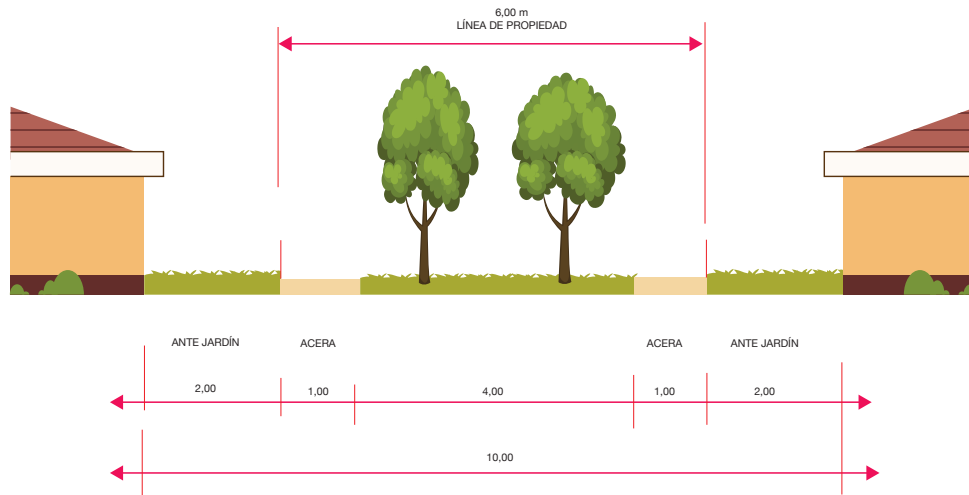 6,00 m
LÍNEA DE PROPIEDAD
ANTE JARDÍN ACERA ACERA ANTE JARDÍN
2,00 1,00 4,00 1,00 2,00
10,00